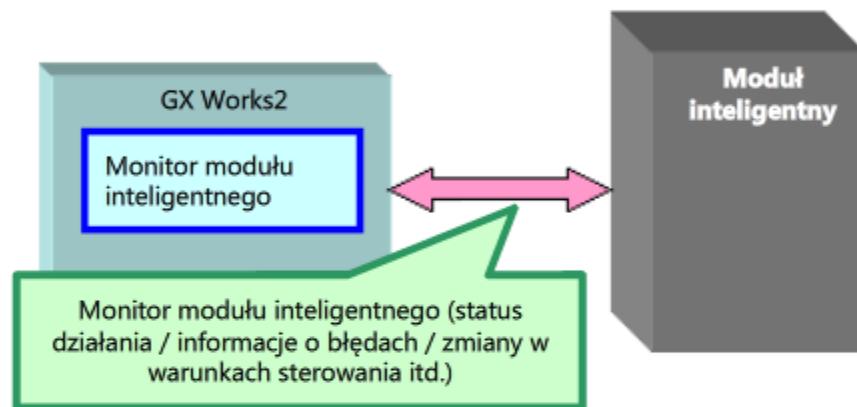 GX Works2
Monitor modułu
inteligentnego
Moduł
inteligentny
Monitor modułu inteligentnego (status
działania / informacje o błędach / zmiany w
warunkach sterowania itd.)